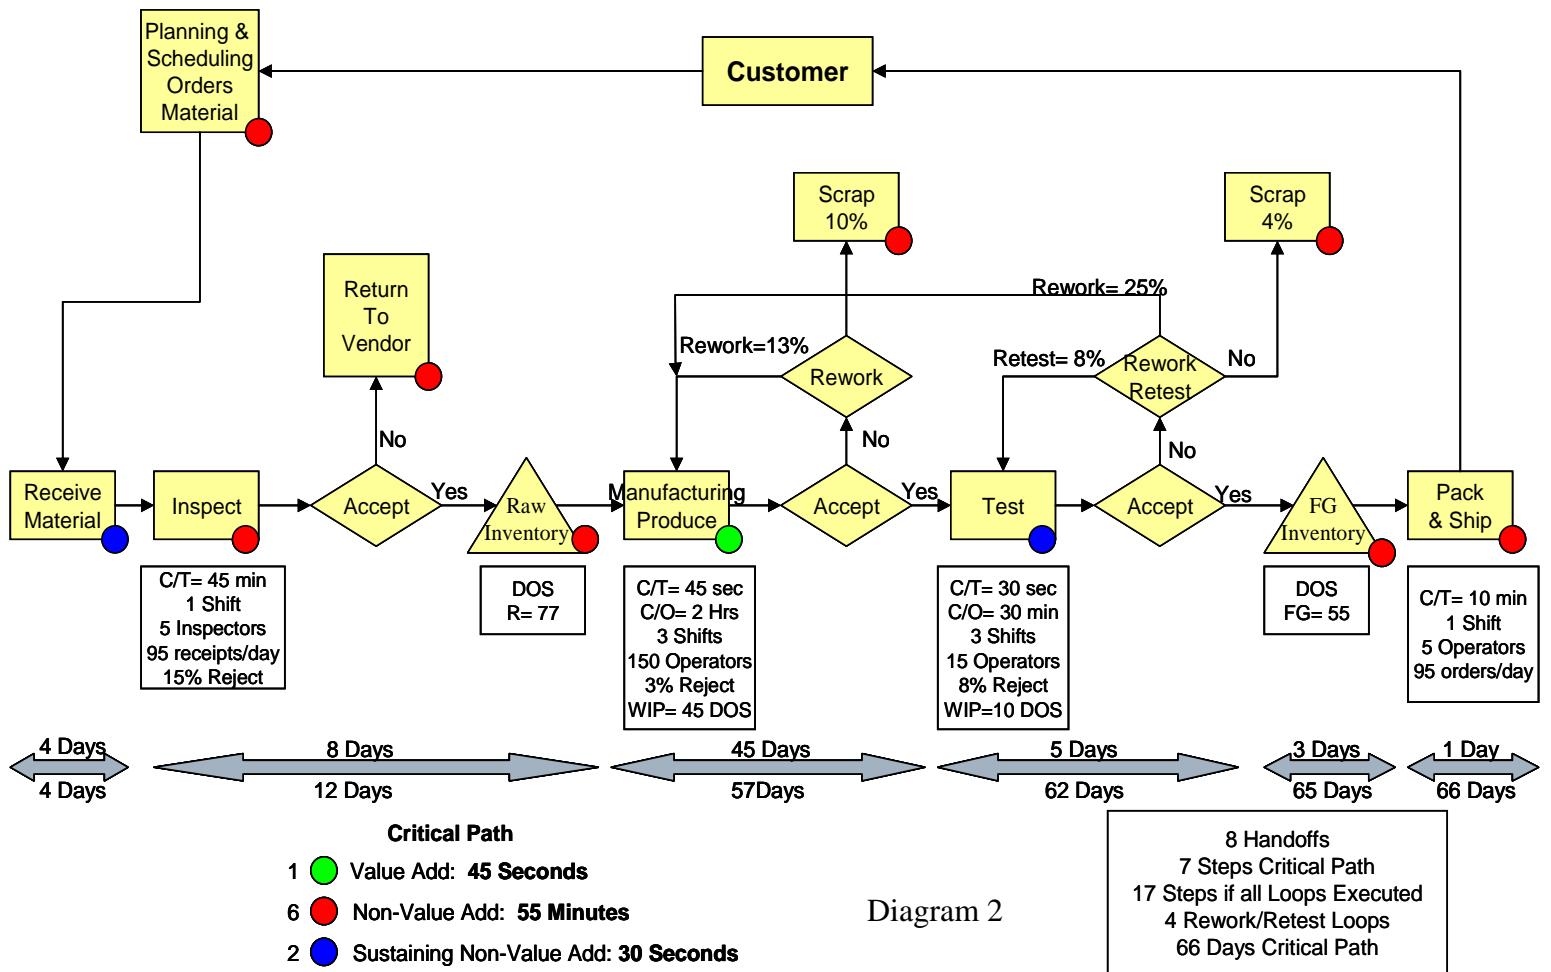 Planning &
Scheduling
Orders
Material
Customer
Scrap
10%
Scrap
4%
Return
To
Vendor
Rework= 25%
Rework=13%
Rework
Retest= 8%
Rework
Retest
No
No
No
No
Receive
Material
Inspect
Accept
Yes
Raw
Inventory
Manufacturing
Produce
Accept
Yes
Test
Accept
Yes
FG
Inventory
Pack
& Ship
C/T= 45 min
1 Shift
5 Inspectors
95 receipts/day
15% Reject
DOS
R= 77
C/T= 45 sec
C/O= 2 Hrs
3 Shifts
150 Operators
3% Reject
WIP= 45 DOS
C/T= 30 sec
C/O= 30 min
3 Shifts
15 Operators
8% Reject
WIP=10 DOS
DOS
FG= 55
C/T= 10 min
1 Shift
5 Operators
95 orders/day
4 Days
8 Days
45 Days
5 Days
3 Days
1 Day
4 Days
12 Days
57Days
62 Days
65 Days
66 Days
Critical Path
1 Value Add: 45 Seconds
6 Non-Value Add: 55 Minutes
2 Sustaining Non-Value Add: 30 Seconds
Diagram 2
8 Handoffs
7 Steps Critical Path
17 Steps if all Loops Executed
4 Rework/Retest Loops
66 Days Critical Path